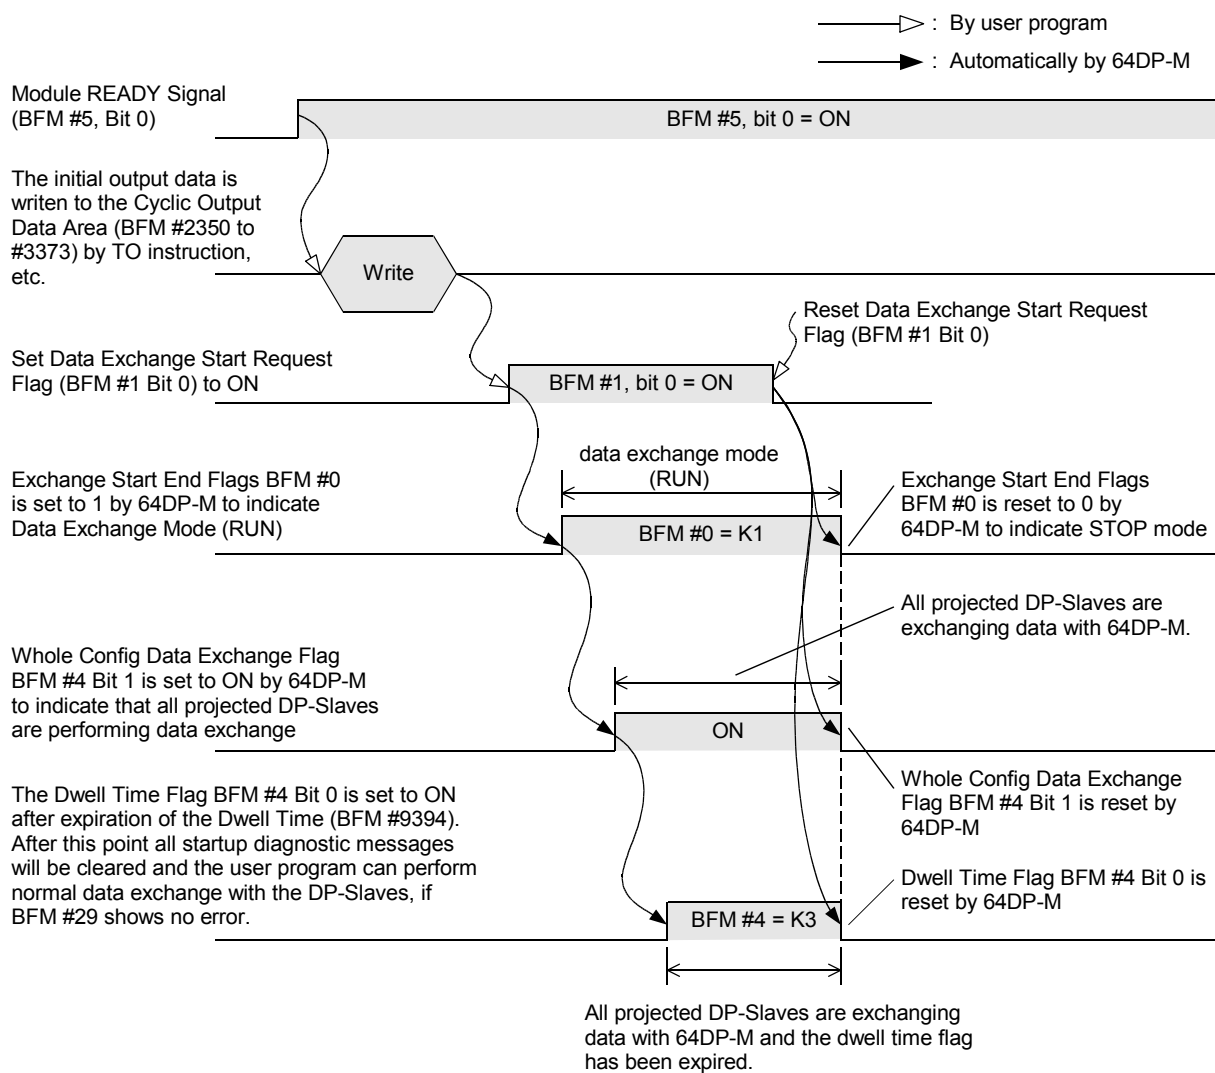 : By user program
: Automatically by 64DP-M
Module READY Signal
(BFM #5, Bit 0)
BFM #5, bit 0 = ON
The initial output data is
writen to the Cyclic Output
Data Area (BFM #2350 to
#3373) by TO instruction,
etc.
Write
Reset Data Exchange Start Request
Flag (BFM #1 Bit 0)
Set Data Exchange Start Request
Flag (BFM #1 Bit 0) to ON
BFM #1, bit 0 = ON
data exchange mode
(RUN)
Exchange Start End Flags BFM #0
is set to 1 by 64DP-M to indicate
Data Exchange Mode (RUN)
BFM #0 = K1
Exchange Start End Flags
BFM #0 is reset to 0 by
64DP-M to indicate STOP mode
All projected DP-Slaves are
exchanging data with 64DP-M.
Whole Config Data Exchange Flag
BFM #4 Bit 1 is set to ON by 64DP-M
to indicate that all projected DP-Slaves
are performing data exchange
ON
Whole Config Data Exchange
Flag BFM #4 Bit 1 is reset by
64DP-M
The Dwell Time Flag BFM #4 Bit 0 is set to ON
after expiration of the Dwell Time (BFM #9394).
After this point all startup diagnostic messages
will be cleared and the user program can perform
normal data exchange with the DP-Slaves, if
BFM #29 shows no error.
BFM #4 = K3
Dwell Time Flag BFM #4 Bit 0 is
reset by 64DP-M
All projected DP-Slaves are exchanging
data with 64DP-M and the dwell time flag
has been expired.